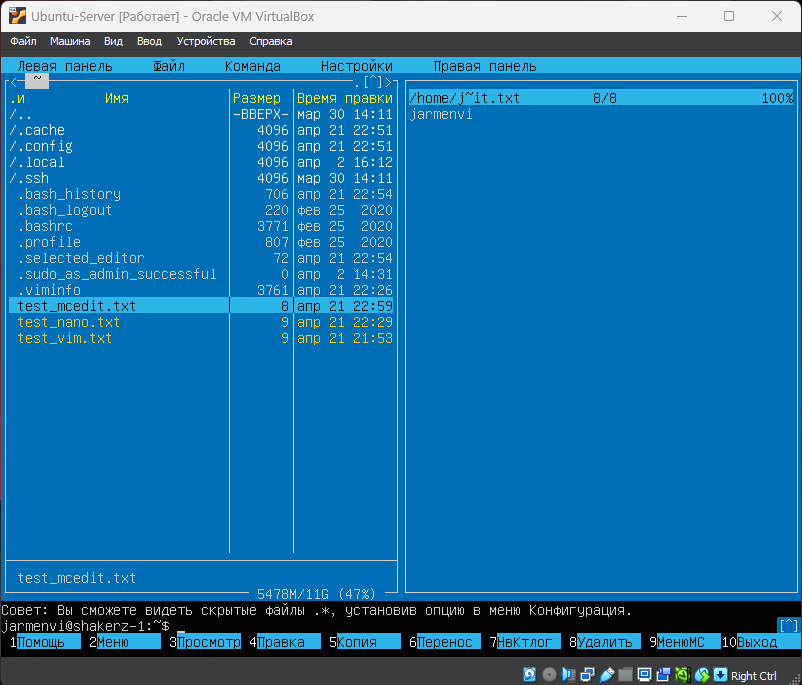 Ubuntu-Server [Работает] - Oracle VM VirtualBox
Файл Машина Вид Ввод Устройства Справка
Левая панель Файл Команда Настройки Правая панель
<- ~ .[^]>
.и Имя Размер Время правки
/.. -ВВЕРХ- мар 30 14:11
/.cache 4096 апр 21 22:51
/.config 4096 апр 21 22:51
/.local 4096 апр 2 16:12
/.ssh 4096 мар 30 14:11
.bash_history 706 апр 21 22:54
.bash_logout 220 фев 25 2020
.bashrc 3771 фев 25 2020
.profile 807 фев 25 2020
.selected_editor 72 апр 21 22:54
.sudo_as_admin_successful 0 апр 2 14:31
.viminfo 3761 апр 21 22:26
test_mcedit.txt 8 апр 21 22:59
test_nano.txt 9 апр 21 22:29
test_vim.txt 9 апр 21 21:53
test_mcedit.txt
5478M/11G (47%)
/home/j~it.txt 8/8 100%
jarmenvi
Совет: Вы сможете видеть скрытые файлы .*, установив опцию в меню Конфигурация.
jarmenvi@shakerz-1:~$ [^]
1Помощь 2Меню 3Просмотр 4Правка 5Копия 6Перенос 7НвКтлог 8Удалить 9МенюMC 10Выход
Right Ctrl